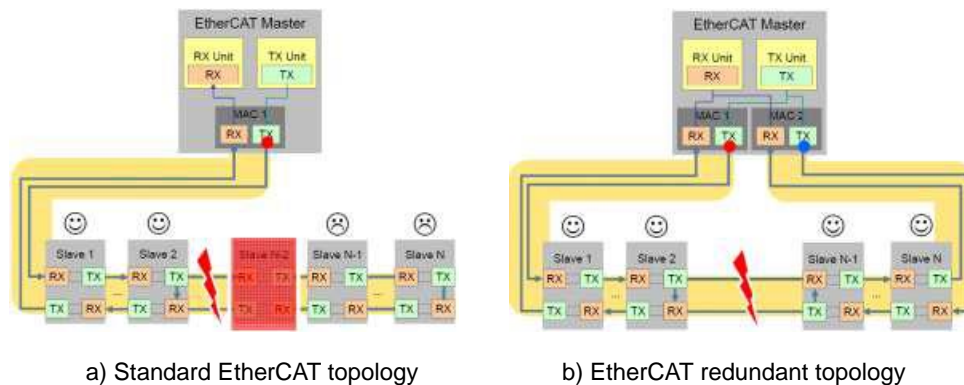 EtherCAT Master
RX Unit TX Unit
RX TX
MAC 1
RX TX
Slave 1 Slave 2 Slave N-2 Slave N-1 Slave N
RX TX RX TX RX TX RX TX RX TX
... ...
TX RX TX RX TX RX TX RX TX RX
a) Standard EtherCAT topology
EtherCAT Master
RX Unit TX Unit
RX TX
MAC 1 MAC 2
RX TX RX TX
Slave 1 Slave 2 Slave N-1 Slave N
RX TX RX TX RX TX RX TX
... ...
TX RX TX RX TX RX TX RX
b) EtherCAT redundant topology